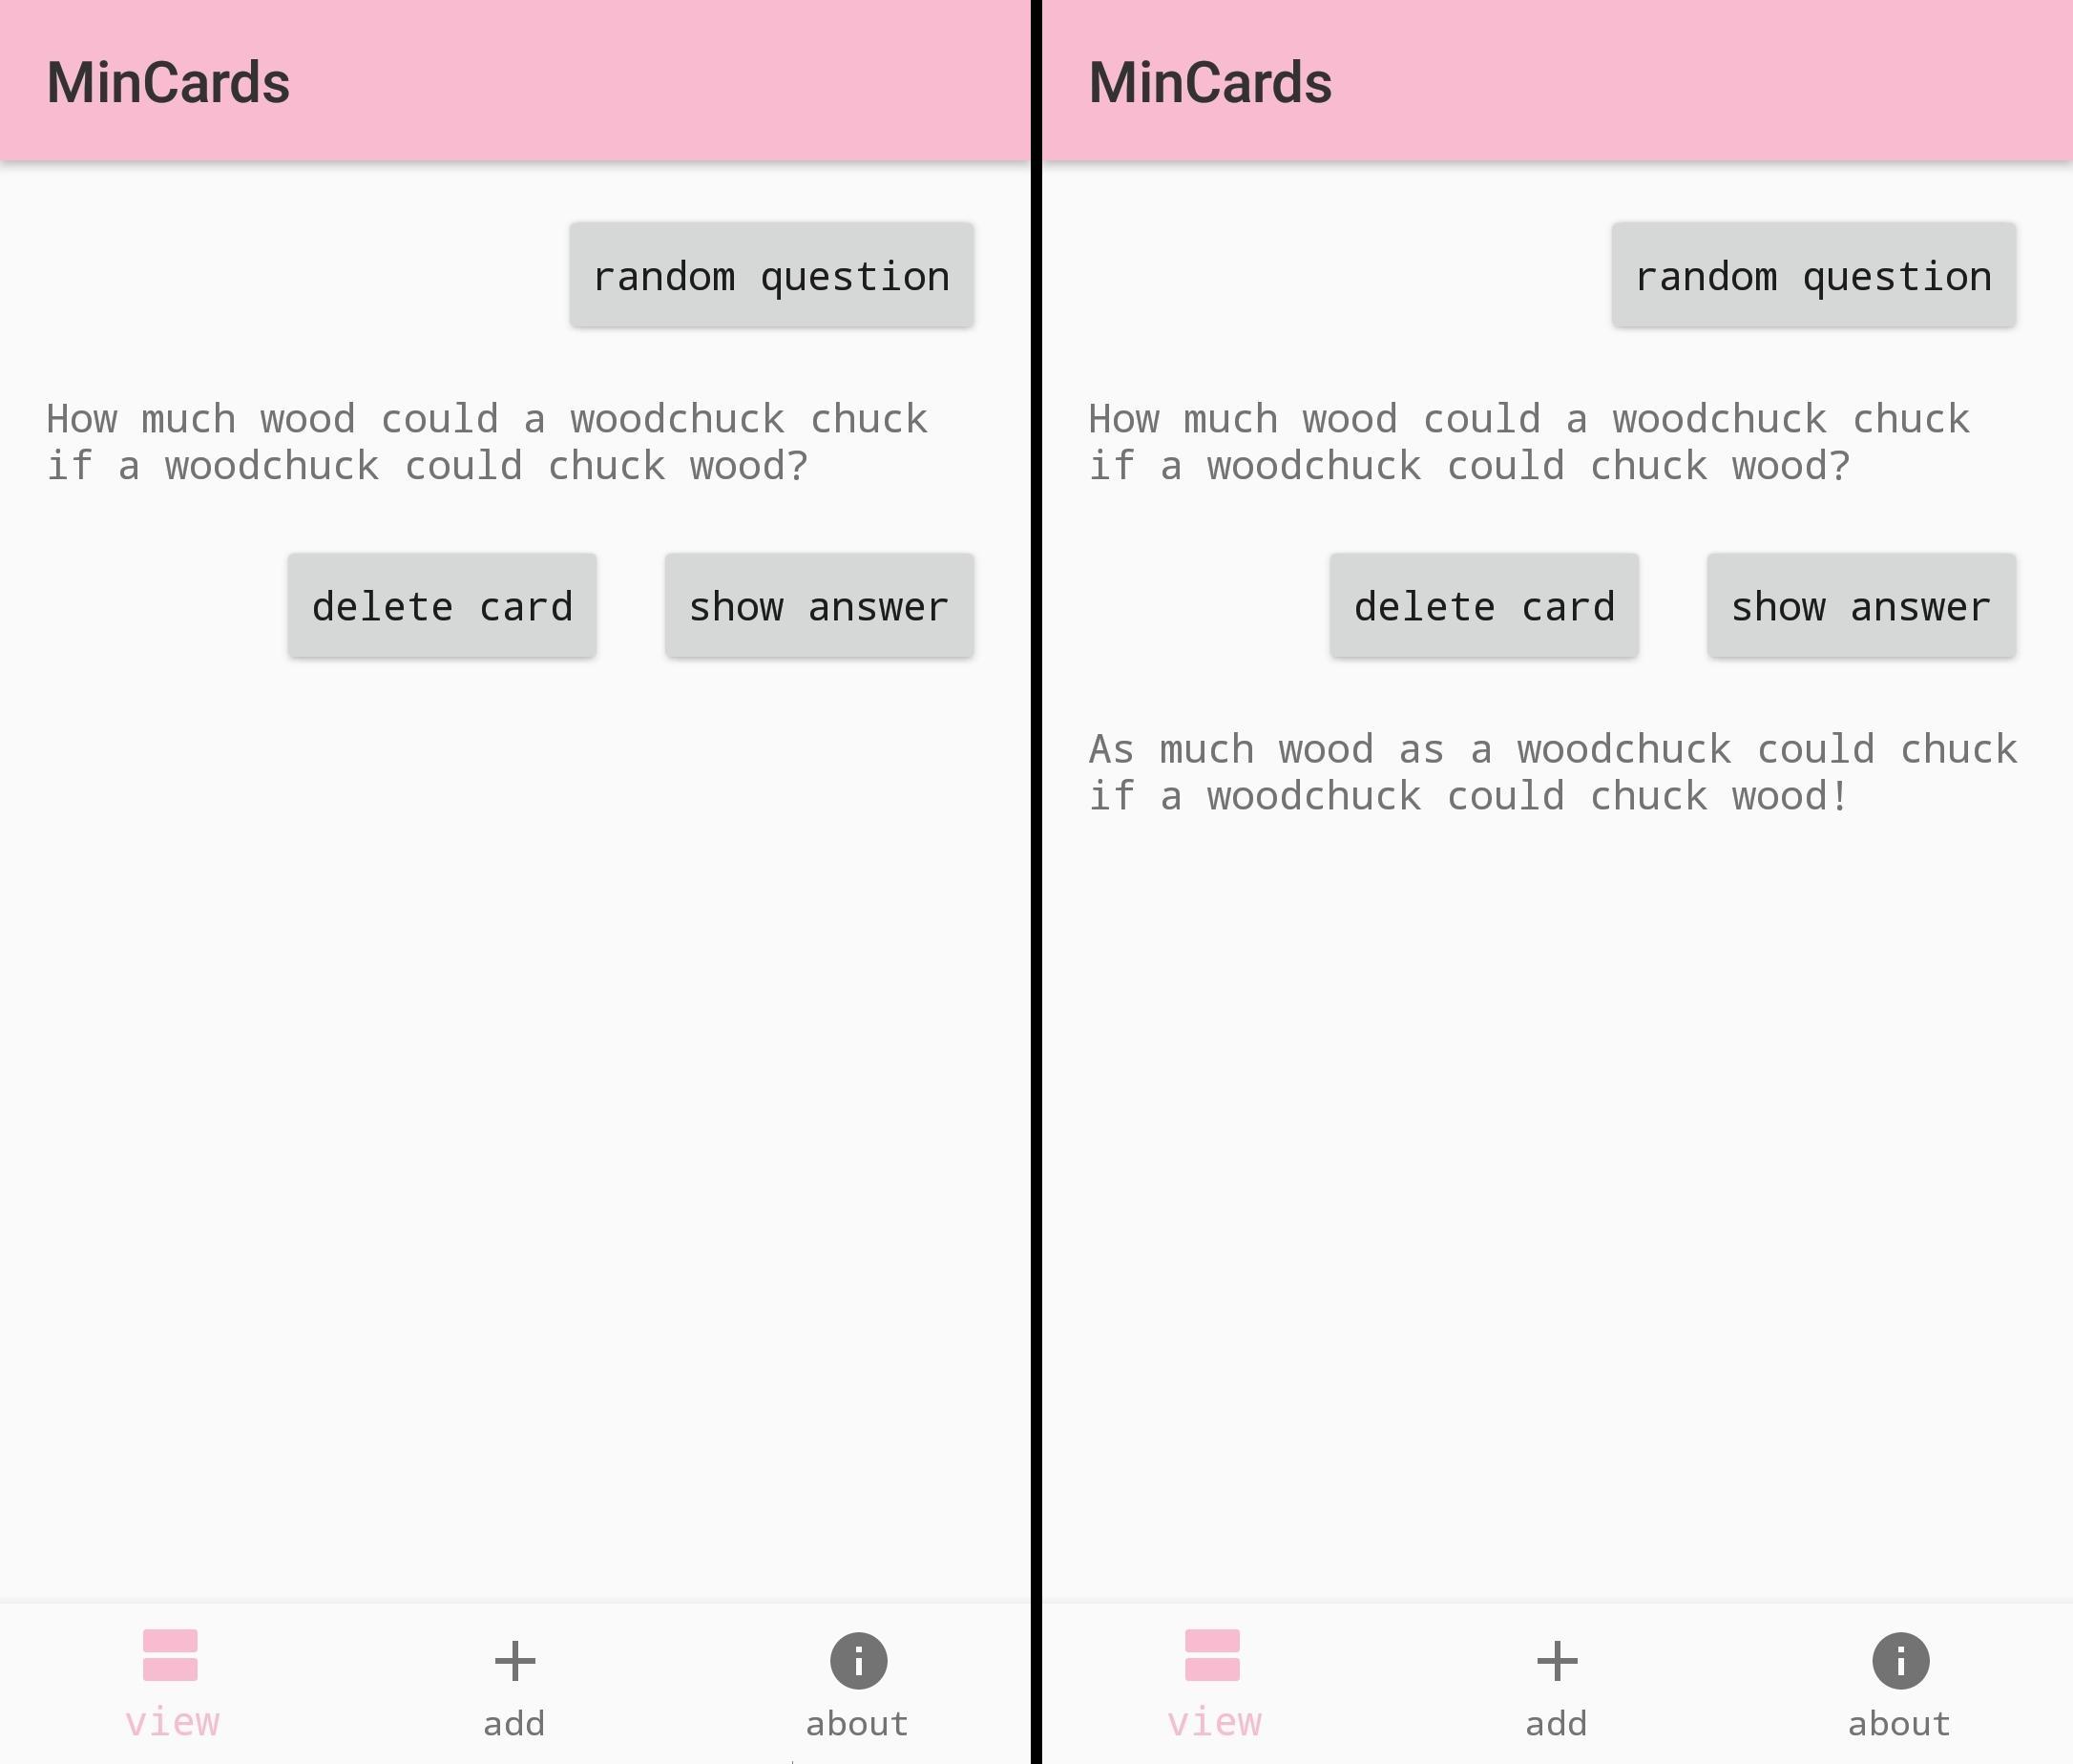 MinCards
random question
How much wood could a woodchuck chuck
if a woodchuck could chuck wood?
delete card
show answer
view
add
about
MinCards
random question
How much wood could a woodchuck chuck
if a woodchuck could chuck wood?
delete card
show answer
As much wood as a woodchuck could chuck
if a woodchuck could chuck wood!
view
add
about